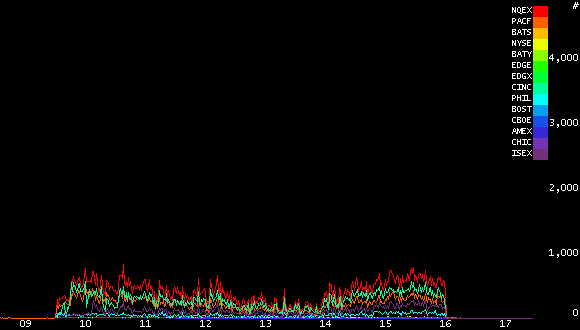 #
NQEX
PACF
BATS
NYSE
BATY
4,000
EDGE
EDGX
CINC
PHIL
BOST
CBOE
3,000
AMEX
CHIC
ISEX
2,000
1,000
0
09 10 11 12 13 14 15 16 17